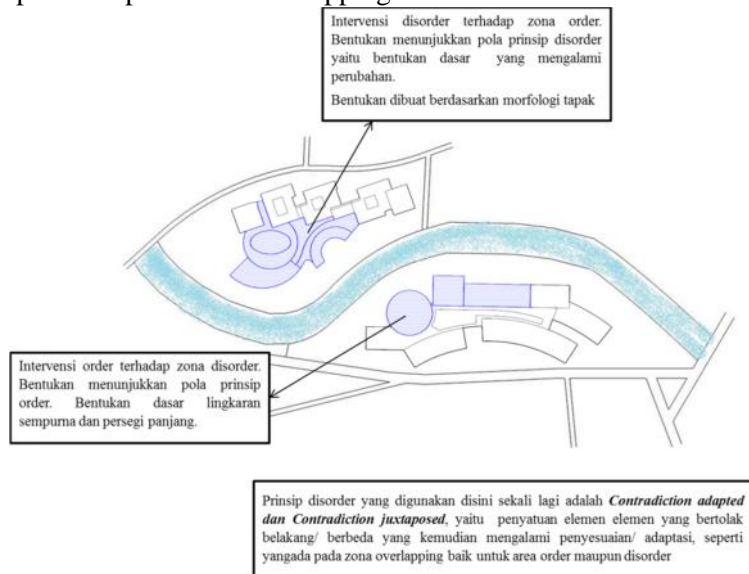 Intervensi disorder terhadap zona order.
Bentukan menunjukkan pola prinsip disorder
yaitu bentukan dasar yang mengalami
perubahan.
Bentukan dibuat berdasarkan morfologi tapak
Intervensi order terhadap zona disorder.
Bentukan menunjukkan pola prinsip
order. Bentukan dasar lingkaran
sempurna dan persegi panjang.
Prinsip disorder yang digunakan disini sekali lagi adalah Contradiction adapted
dan Contradiction juxtaposed, yaitu penyatuan elemen elemen yang bertolak
belakang/ berbeda yang kemudian mengalami penyesuaian/ adaptasi, seperti
yangada pada zona overlapping baik untuk area order maupun disorder